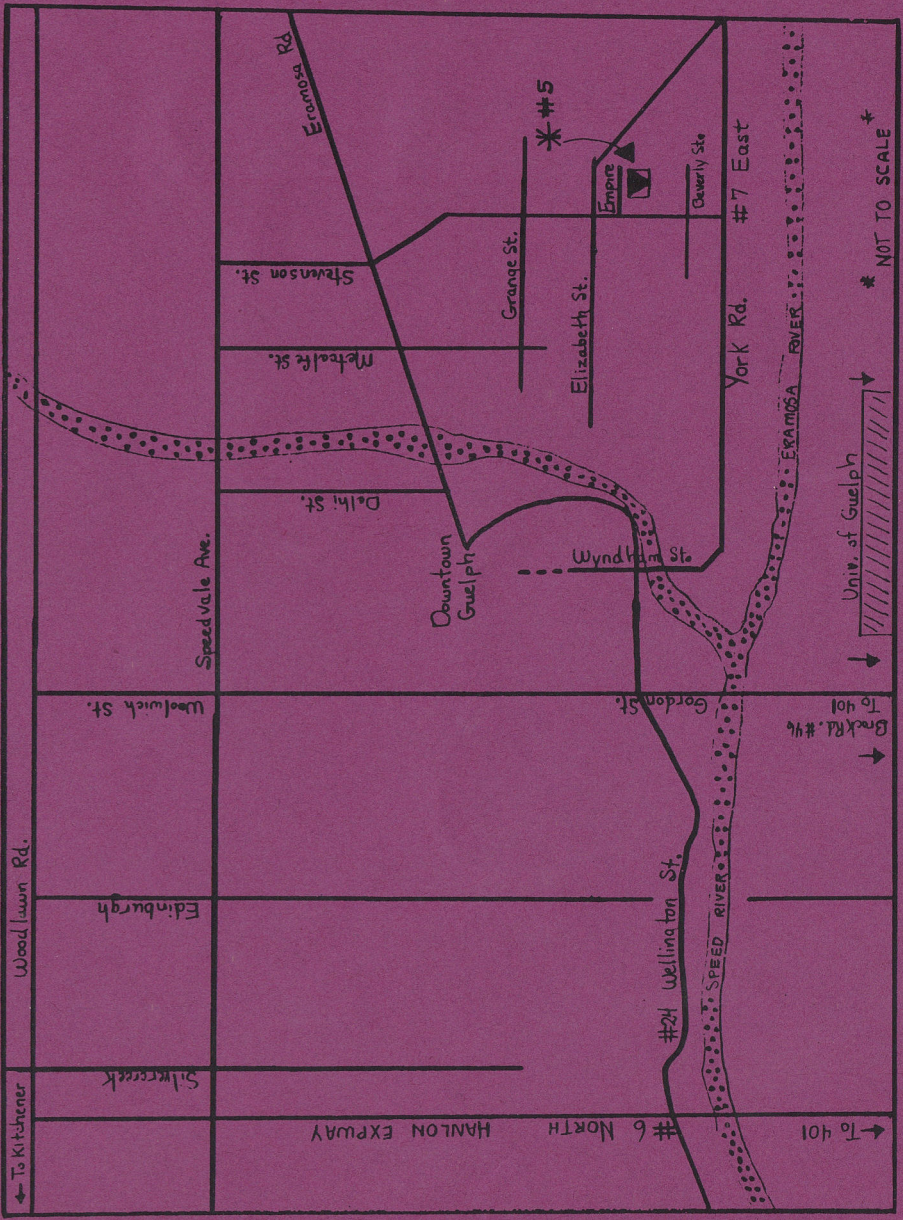 Eramosa Rd
* #5
Empire
Beverly St.
#7 East
* NOT TO SCALE *
Stevenson St.
Grange St.
Elizabeth St.
York Rd.
Metcalfe St.
ERAMOSA RIVER
Delhi St.
Downtown
Guelph
Wyndham St.
Univ. of Guelph
Speedvale Ave.
Woolwich St.
Gordon St.
To 401
Brock Rd. #46
Woodlawn Rd.
Edinburgh
#24 Wellington St.
SPEED RIVER
Silvercreek
To Kitchener
#6 NORTH HANLON EXPWAY
To 401